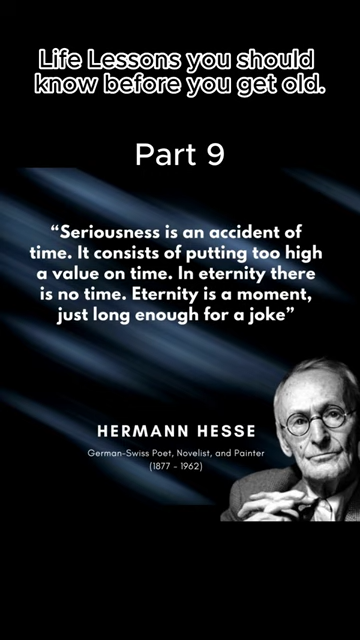 Life Lessons you should
know before you get old.
Part 9
“Seriousness is an accident of
time. It consists of putting too high
a value on time. In eternity there
is no time. Eternity is a moment,
just long enough for a joke”
HERMANN HESSE
German-Swiss Poet, Novelist, and Painter
(1877 - 1962)